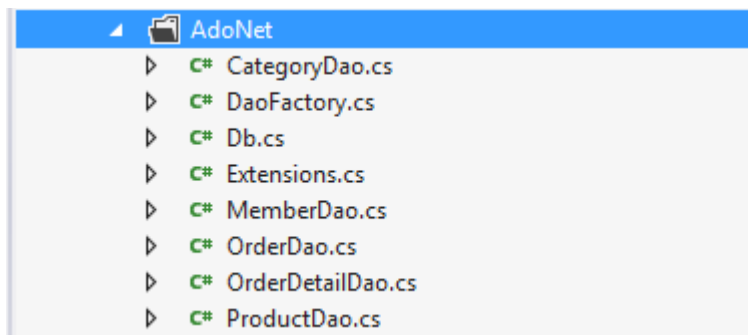 AdoNet
C# CategoryDao.cs
C# DaoFactory.cs
C# Db.cs
C# Extensions.cs
C# MemberDao.cs
C# OrderDao.cs
C# OrderDetailDao.cs
C# ProductDao.cs